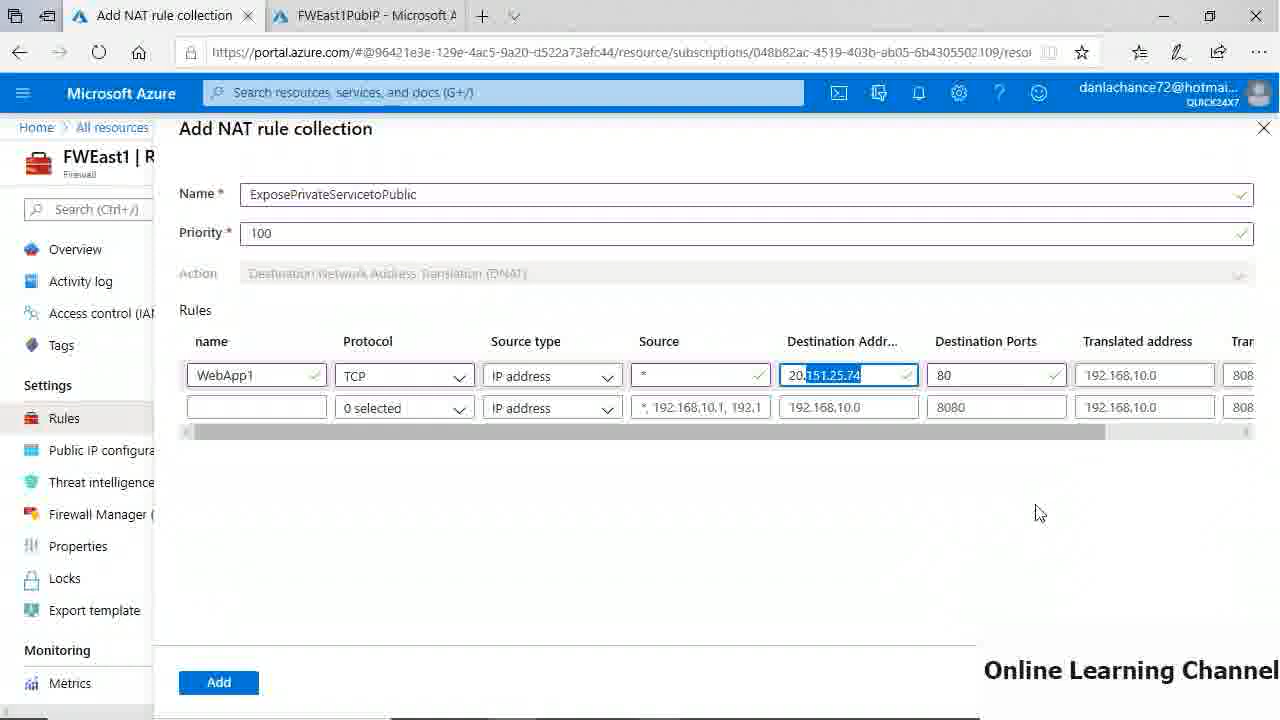 Add NAT rule collection
FWEast1PubIP - Microsoft A
https://portal.azure.com/#@96421e3e-129e-4ac5-9a20-d522a73efc44/resource/subscriptions/048b82ac-4519-403b-ab05-6b4305502109/resou
Microsoft Azure
Search resources, services, and docs (G+/)
danlachance72@hotmai...
QUICK24X7
Home
All resources
Add NAT rule collection
FWEast1 | R
Firewall
Search (Ctrl+/)
Overview
Activity log
Access control (IAM
Tags
Settings
Rules
Public IP configura
Threat intelligence
Firewall Manager (
Properties
Locks
Export template
Monitoring
Metrics
Name *
ExposePrivateServicetoPublic
Priority *
100
Action
Destination Network Address Translation (DNAT)
Rules
name Protocol Source type Source Destination Addr... Destination Ports Translated address Tran
WebApp1 TCP IP address * 20.151.25.74 80 192.168.10.0 808
0 selected IP address *, 192.168.10.1, 192.1 192.168.10.0 8080 192.168.10.0 808
Add
Online Learning Channel